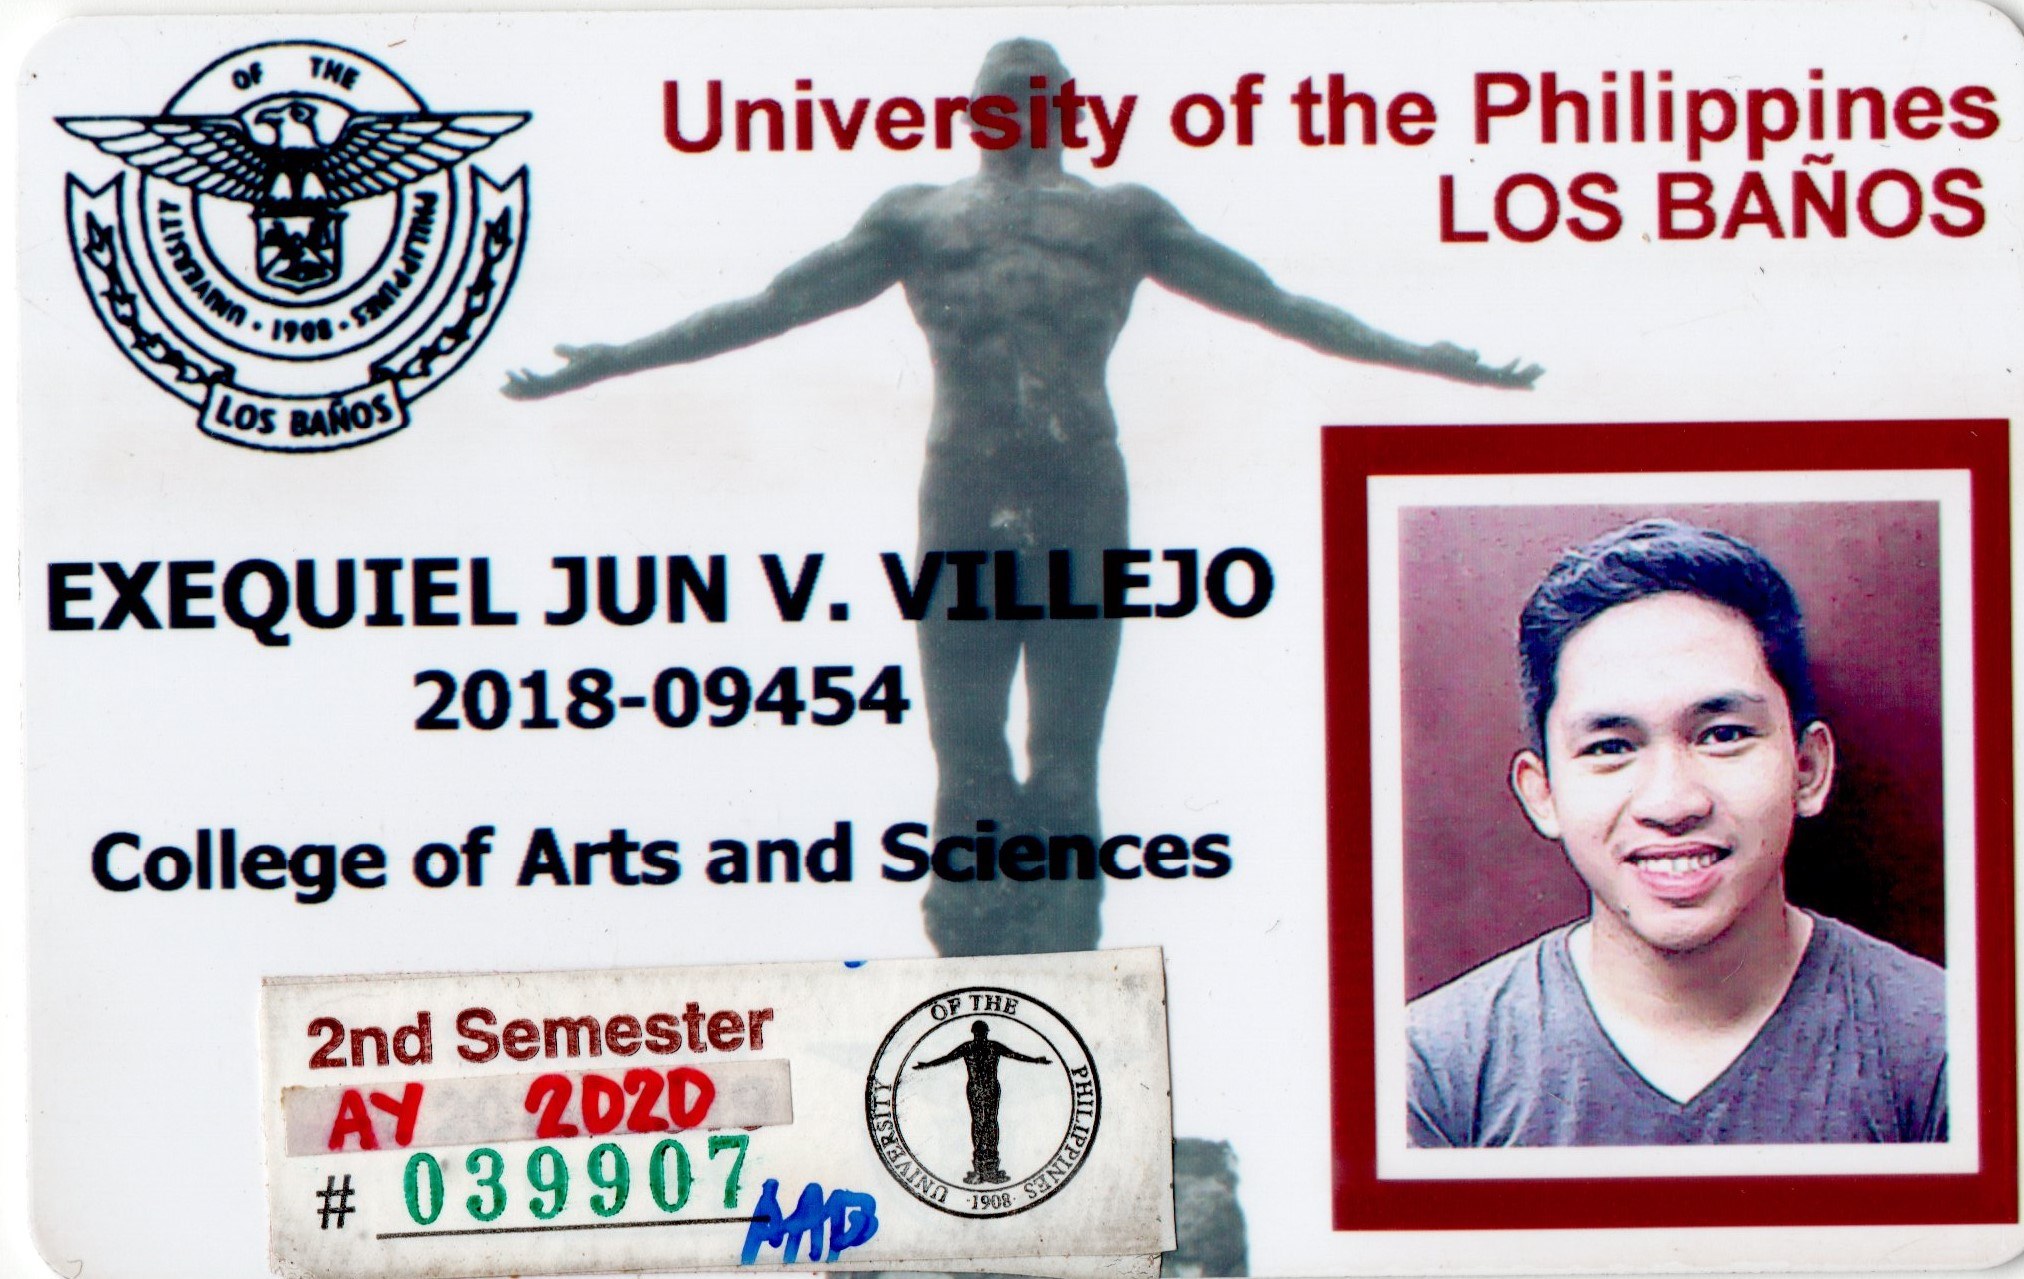 OF THE
UNIVERSITY PHILIPPINES
· 1908 ·
LOS BAÑOS
University of the Philippines
LOS BAÑOS
EXEQUIEL JUN V. VILLEJO
2018-09454
College of Arts and Sciences
2nd Semester
AY 2020
# 039907
AAB
OF THE
UNIVERSITY PHILIPPINES
·1908·